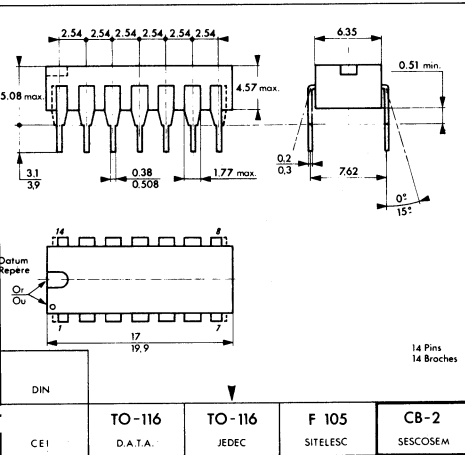 2.54 2.54 2.54 2.54 2.54 2.54
6.35
0.51 min.
5.08 max.
4.57 max.
3.1
3,9
0.38
0.508
1.77 max.
0.2
0,3
7.62
0°
15°
14 8
Datum
Repère
Or
Ou
1 7
17
19,9
14 Pins
14 Broches
DIN
TO-116 TO-116 F 105 CB-2
CEI D.A.T.A. JEDEC SITELESC SESCOSEM